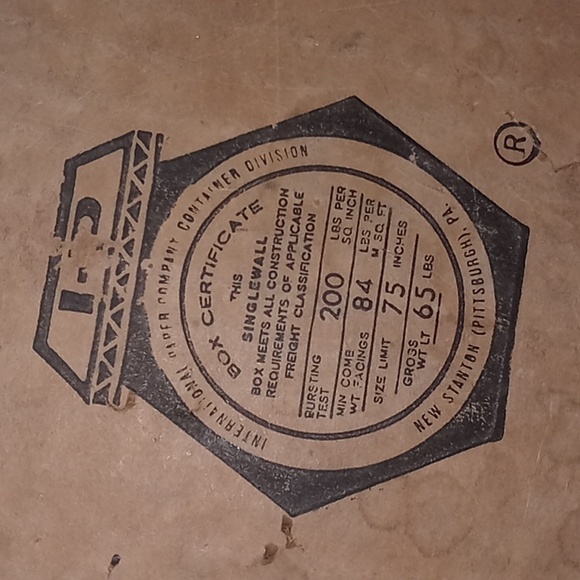 INTERNATIONAL PAPER COMPANY CONTAINER DIVISION
BOX CERTIFICATE
THIS
SINGLEWALL
BOX MEETS ALL CONSTRUCTION
REQUIREMENTS OF APPLICABLE
FREIGHT CLASSIFICATION
BURSTING TEST 200 LBS PER SQ INCH
MIN COMB WT FACINGS 84 LBS PER M SQ FT
SIZE LIMIT 75 INCHES
GROSS WT LT 65 LBS
NEW STANTON (PITTSBURGH), PA.
®